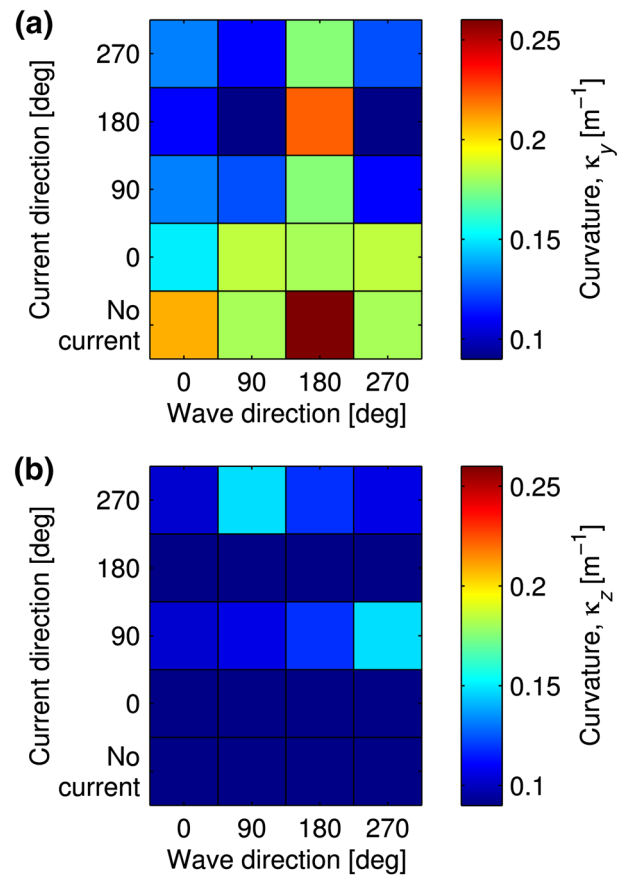 (a)
Current direction [deg]
270
180
90
0
No
current
0 90 180 270
Wave direction [deg]
0.25
0.2
0.15
0.1
Curvature, κy [m−1]
(b)
Current direction [deg]
270
180
90
0
No
current
0 90 180 270
Wave direction [deg]
0.25
0.2
0.15
0.1
Curvature, κz [m−1]